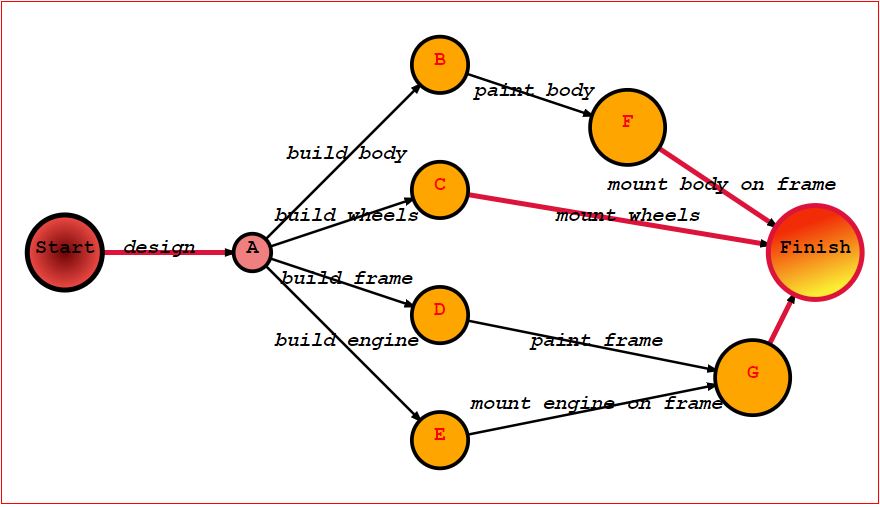 B
paint body
F
build body
mount body on frame
C
build wheels
mount wheels
Start
design
A
Finish
build frame
D
build engine
paint frame
G
mount engine on frame
E